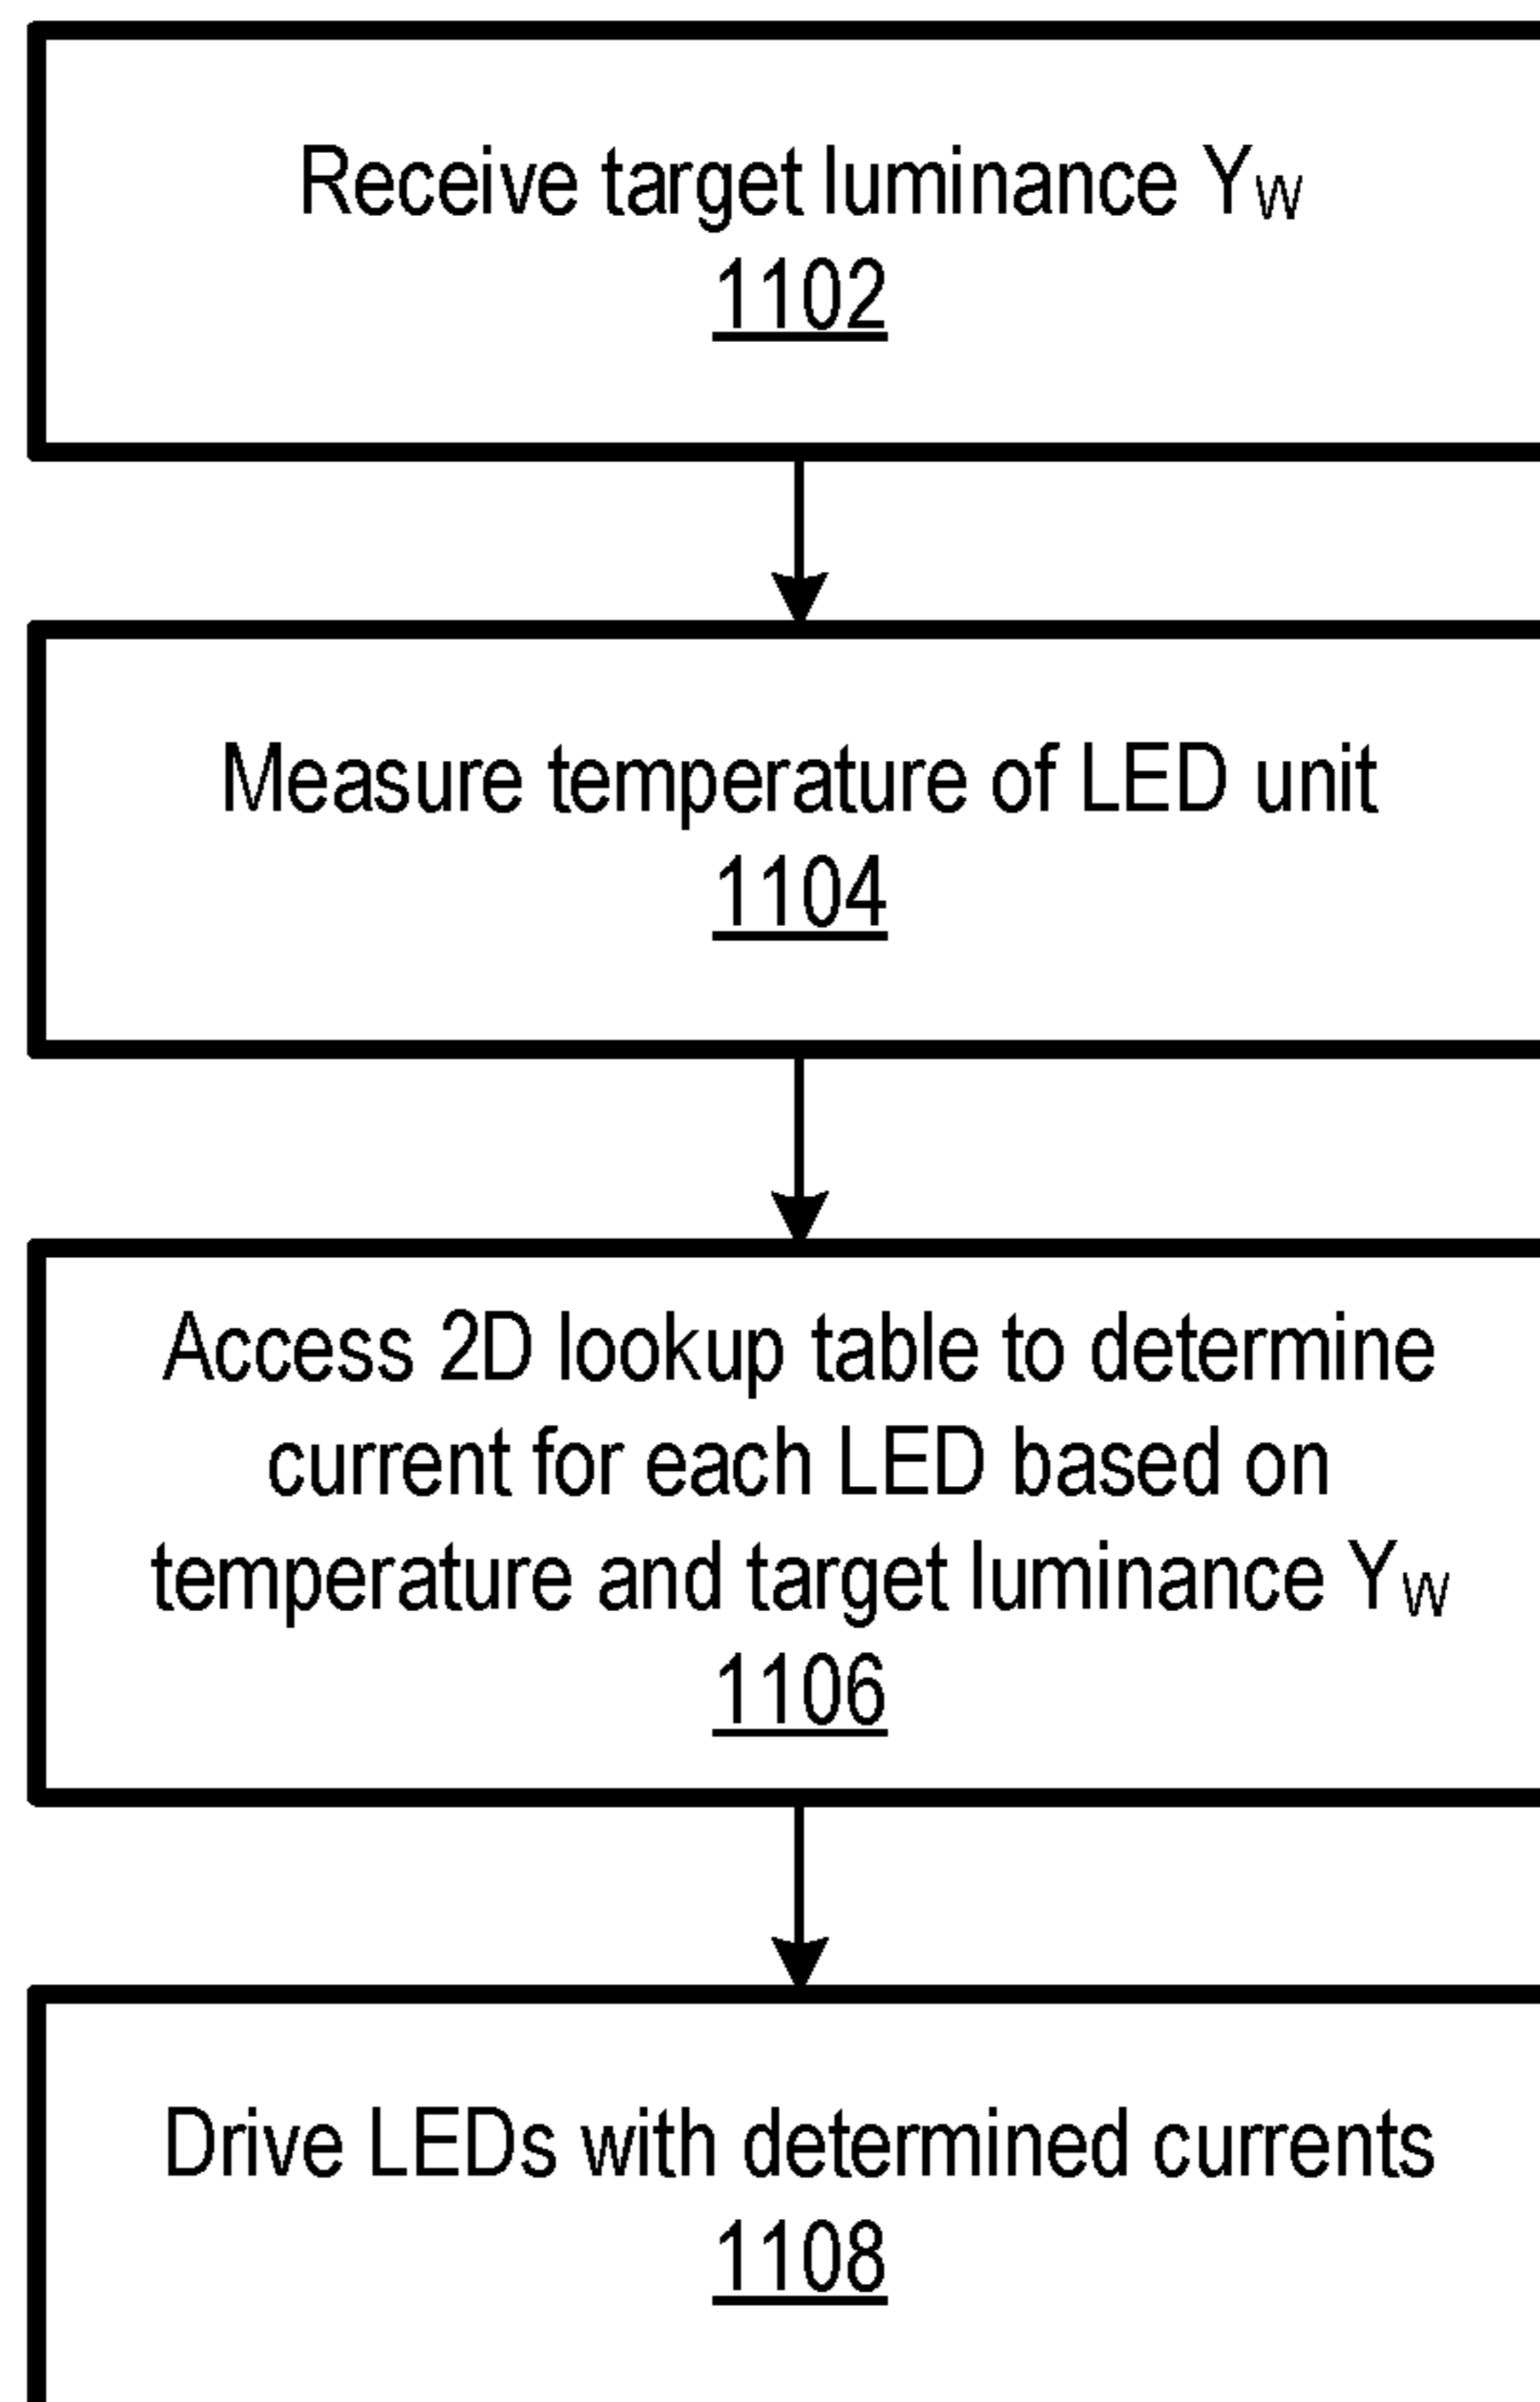 Receive target luminance Yw
1102
Measure temperature of LED unit
1104
Access 2D lookup table to determine
current for each LED based on
temperature and target luminance Yw
1106
Drive LEDs with determined currents
1108